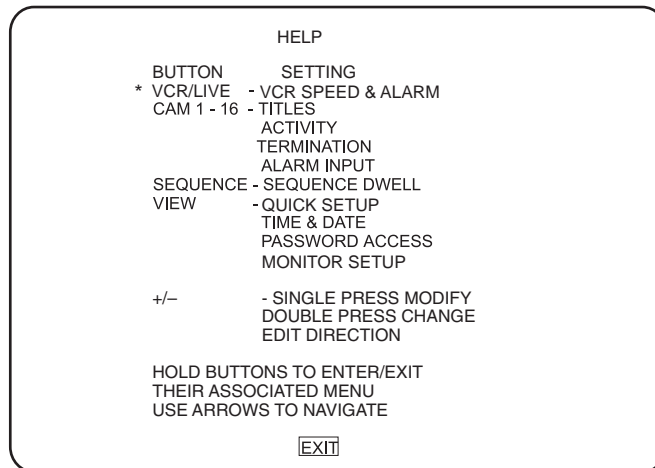 HELP
BUTTON SETTING
* VCR/LIVE - VCR SPEED & ALARM
CAM 1 - 16 - TITLES
ACTIVITY
TERMINATION
ALARM INPUT
SEQUENCE - SEQUENCE DWELL
VIEW - QUICK SETUP
TIME & DATE
PASSWORD ACCESS
MONITOR SETUP
+/– - SINGLE PRESS MODIFY
DOUBLE PRESS CHANGE
EDIT DIRECTION
HOLD BUTTONS TO ENTER/EXIT
THEIR ASSOCIATED MENU
USE ARROWS TO NAVIGATE
EXIT